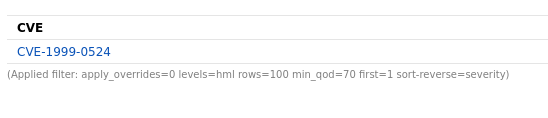 CVE
CVE-1999-0524
(Applied filter: apply_overrides=0 levels=hml rows=100 min_qod=70 first=1 sort-reverse=severity)